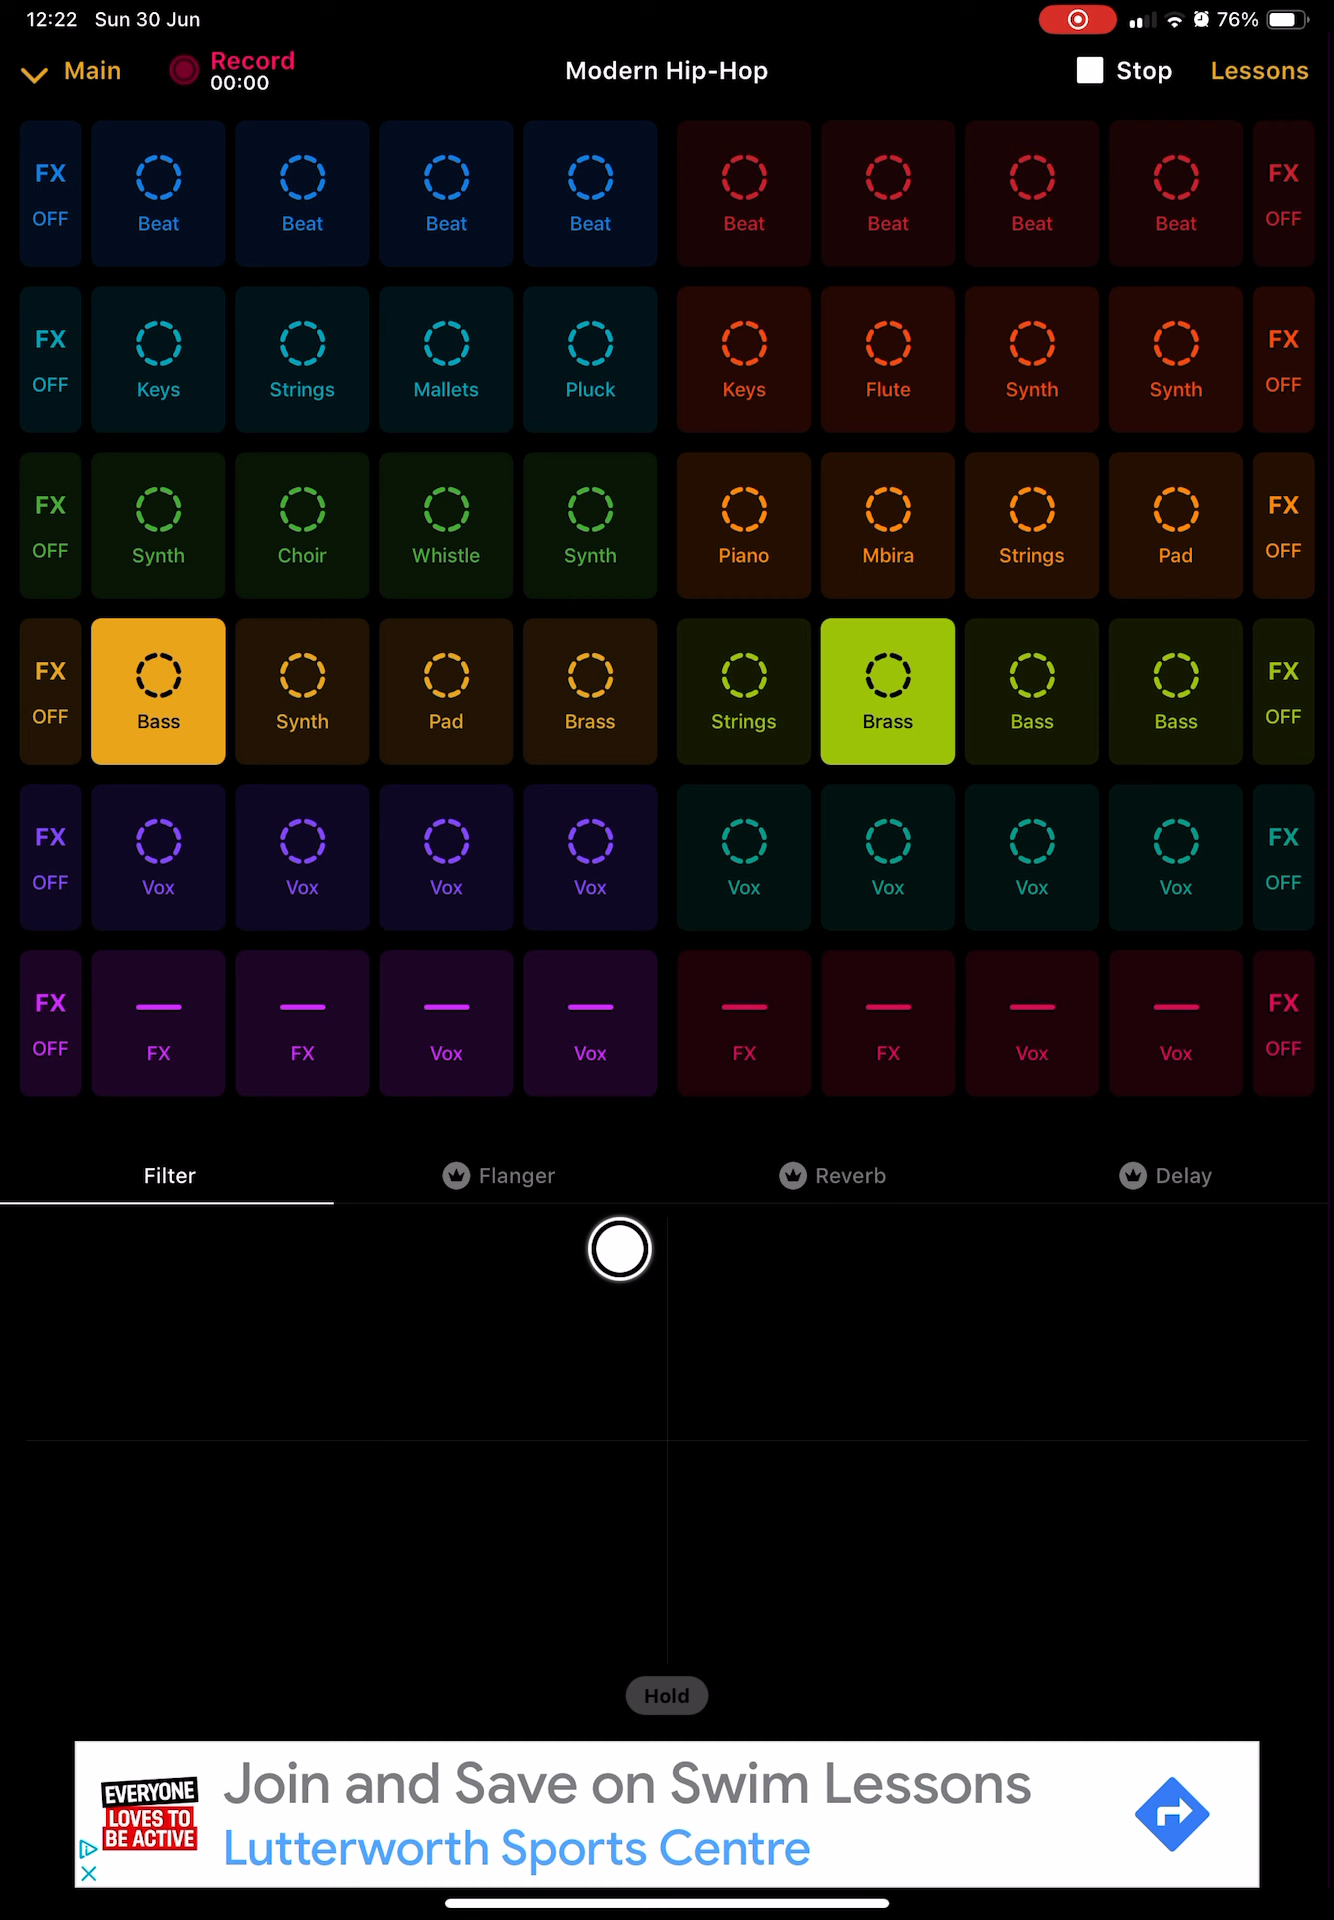 12:22 Sun 30 Jun 76%
Main Record Modern Hip-Hop Stop Lessons
00:00
FX OFF Beat Beat Beat Beat Beat Beat Beat Beat FX OFF
FX OFF Keys Strings Mallets Pluck Keys Flute Synth Synth FX OFF
FX OFF Synth Choir Whistle Synth Piano Mbira Strings Pad FX OFF
FX OFF Bass Synth Pad Brass Strings Brass Bass Bass FX OFF
FX OFF Vox Vox Vox Vox Vox Vox Vox Vox FX OFF
FX OFF FX FX Vox Vox FX FX Vox Vox FX OFF
Filter Flanger Reverb Delay
Hold
EVERYONE
LOVES TO
BE ACTIVE
Join and Save on Swim Lessons
Lutterworth Sports Centre